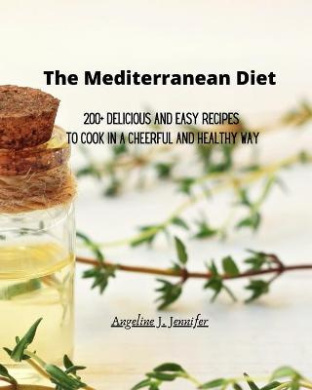 The Mediterranean Diet
200+ DELICIOUS AND EASY RECIPES
TO COOK IN A CHEERFUL AND HEALTHY WAY
Angeline J. Jennifer